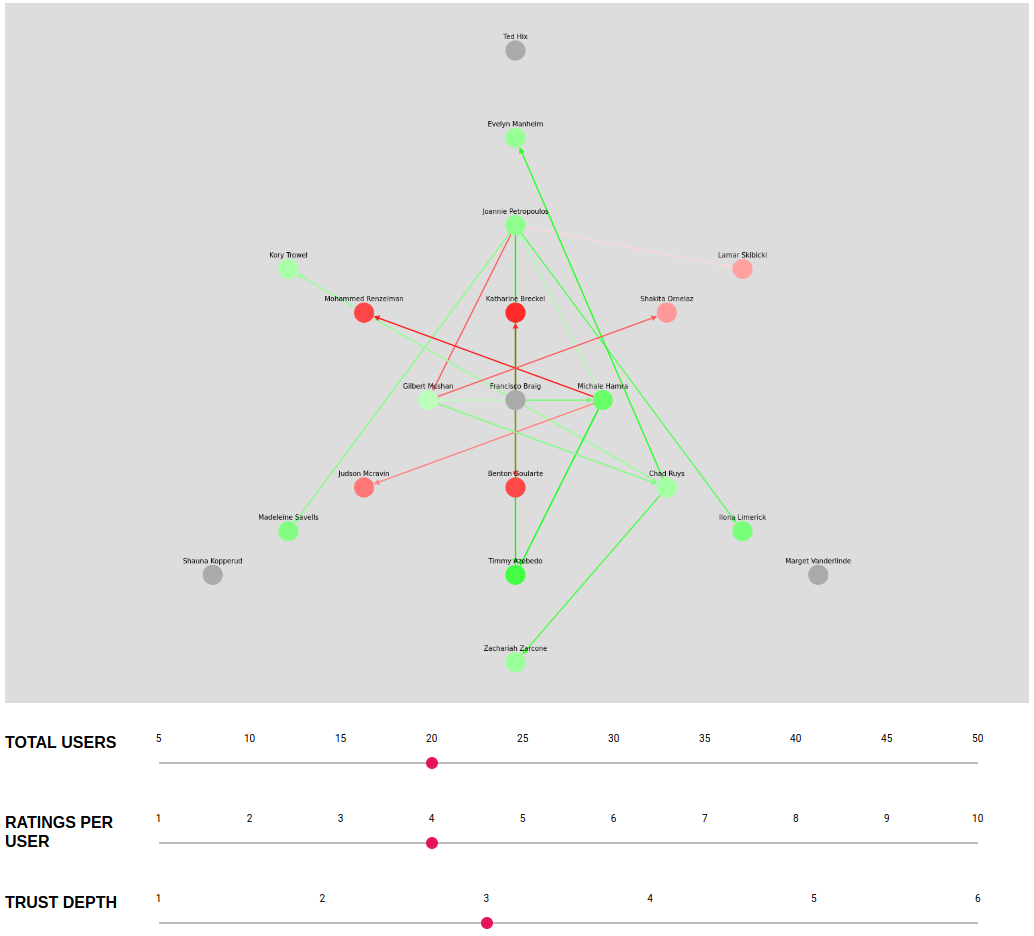 Ted Hix
Evelyn Manheim
Joannie Petropoulos
Kory Trowel
Lamar Skibicki
Mohammed Renzelman
Katharine Breckel
Shakita Ornelaz
Gilbert Mushan
Francisco Braig
Michale Hamra
Judson Mcravin
Benton Goularte
Chad Ruys
Madeleine Savells
Ilona Limerick
Shauna Kopperud
Timmy Azebedo
Marget Vanderlinde
Zachariah Zarcone
TOTAL USERS
5 10 15 20 25 30 35 40 45 50
RATINGS PER
USER
1 2 3 4 5 6 7 8 9 10
TRUST DEPTH
1 2 3 4 5 6